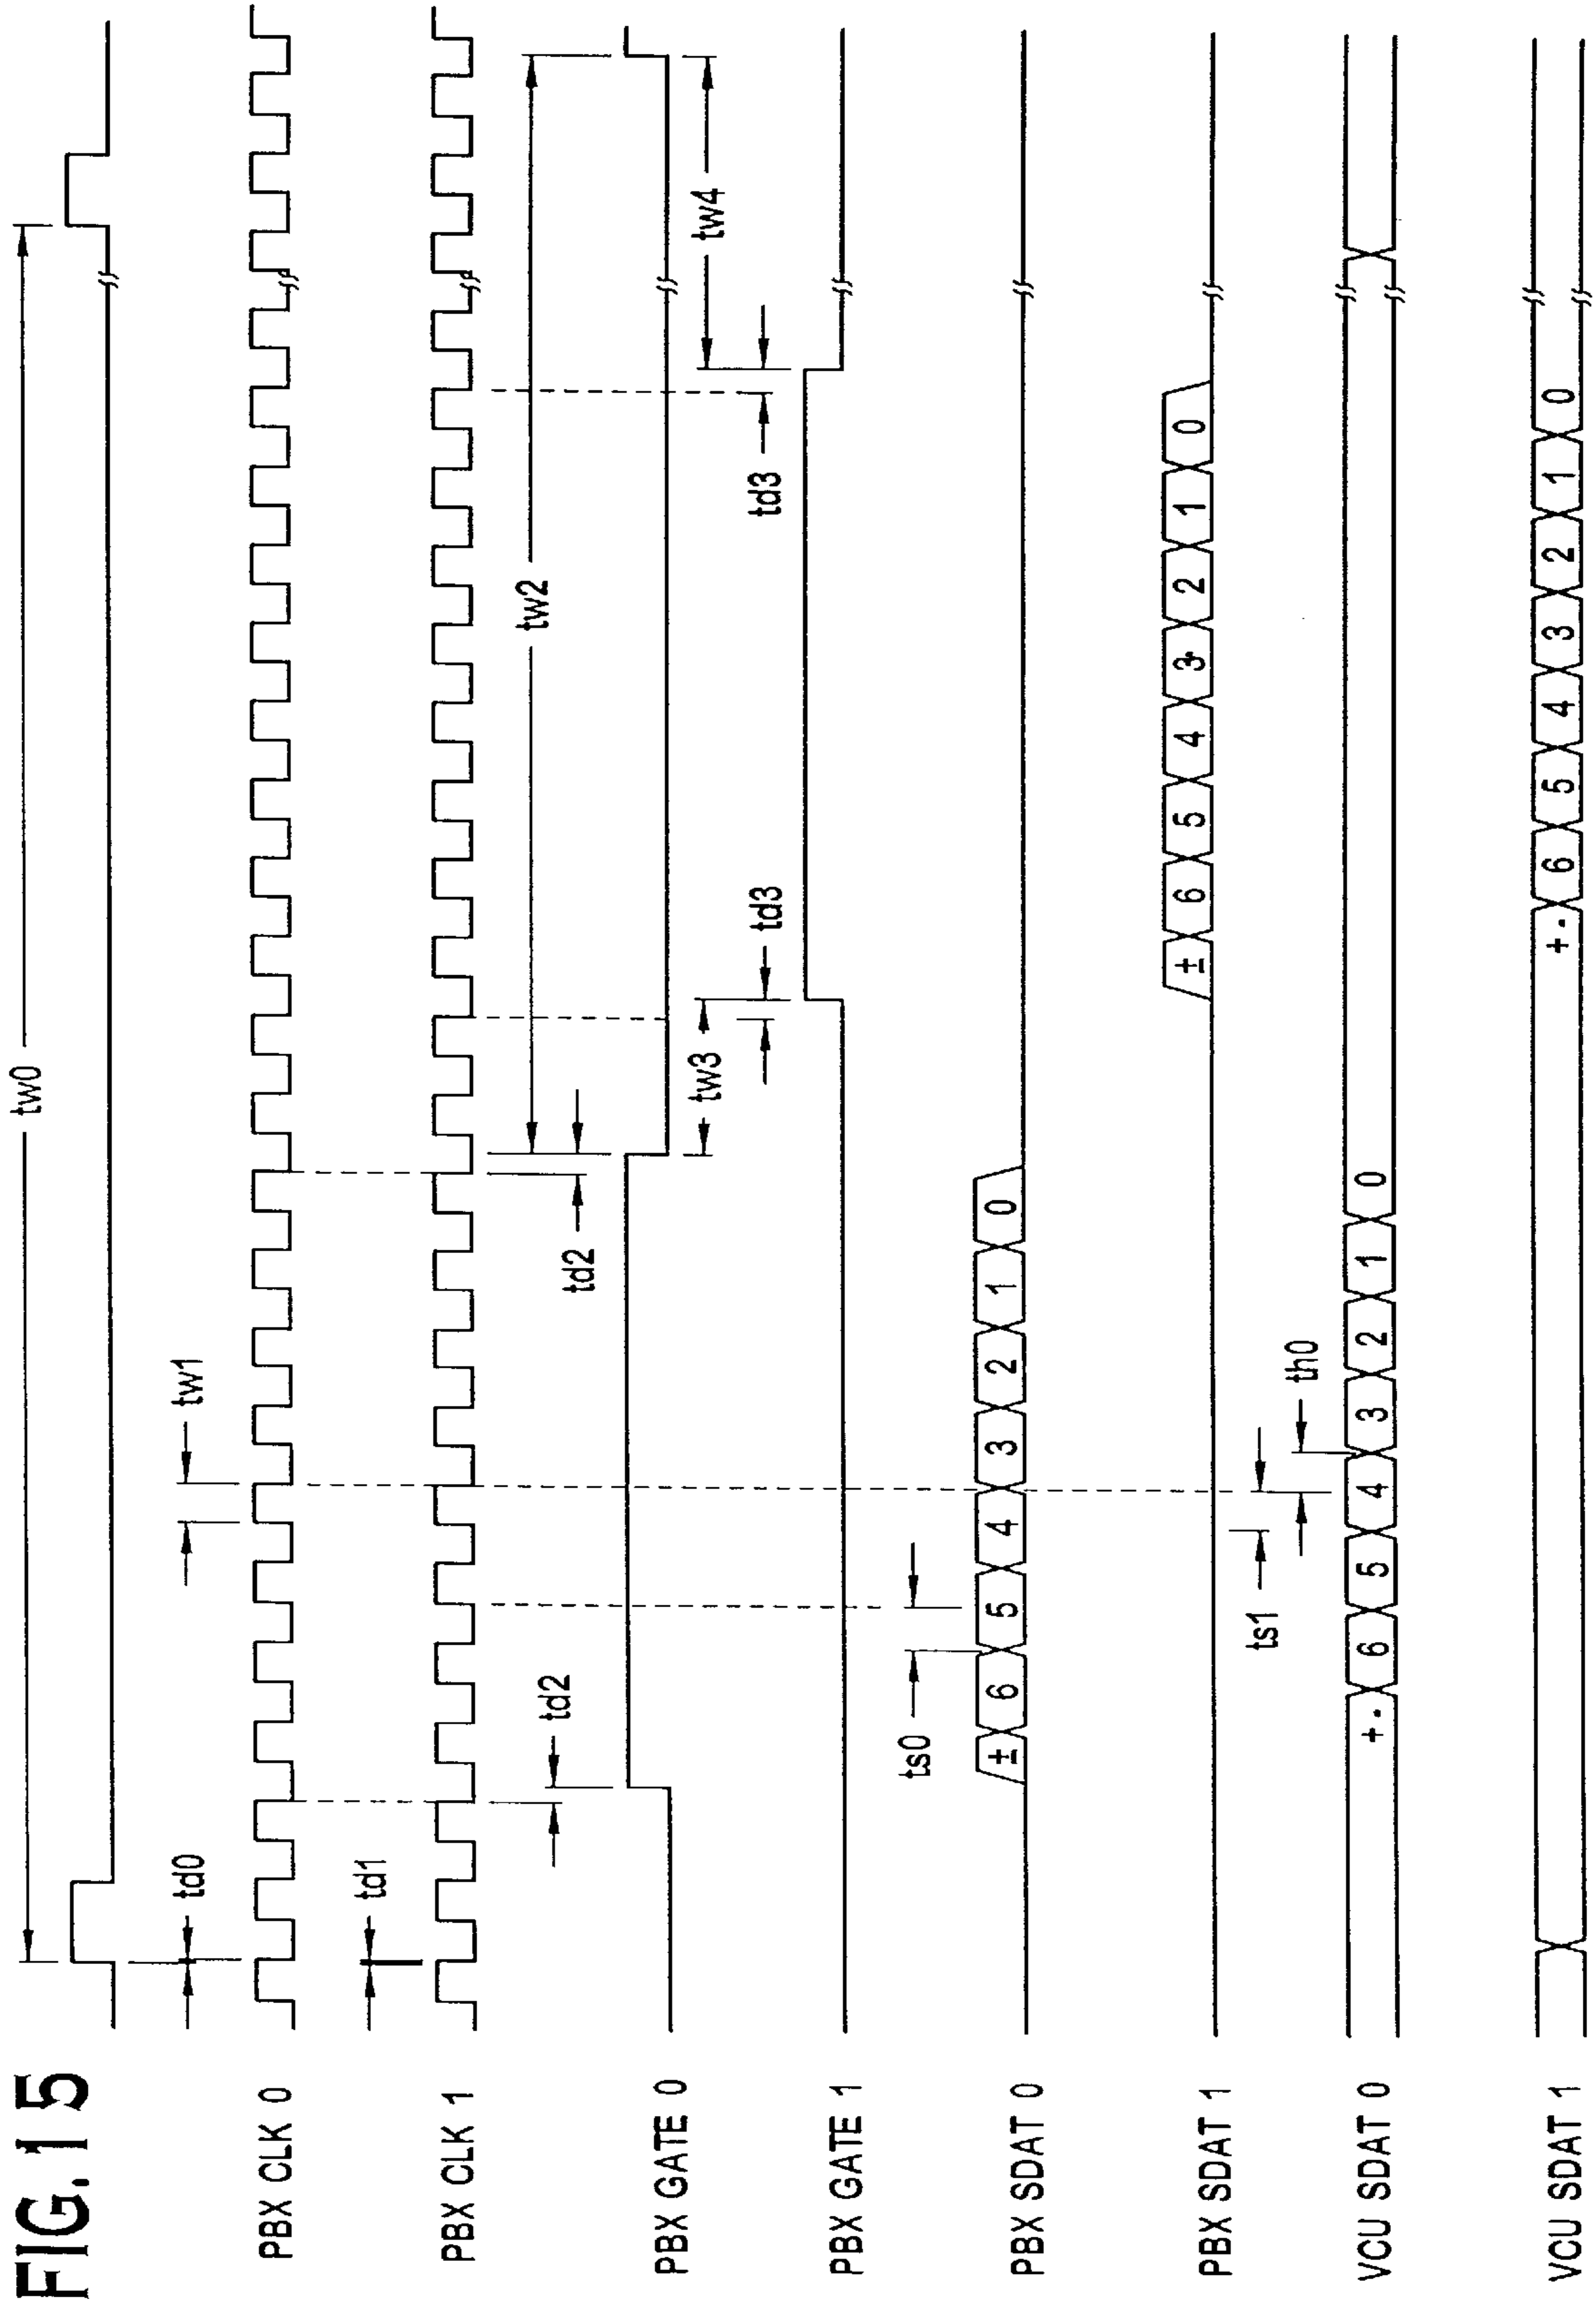 FIG.15
tw0
td0
tw1
PBX CLK 0
td1
PBX CLK 1
tw2
td2
td2
PBX GATE 0
tw3
tw4
td3
td3
PBX GATE 1
ts0
PBX SDAT 0 ± 6 5 4 3 2 1 0
PBX SDAT 1 ± 6 5 4 3 2 1 0
ts1
th0
VCU SDAT 0 +- 6 5 4 3 2 1 0
VCU SDAT 1 +- 6 5 4 3 2 1 0